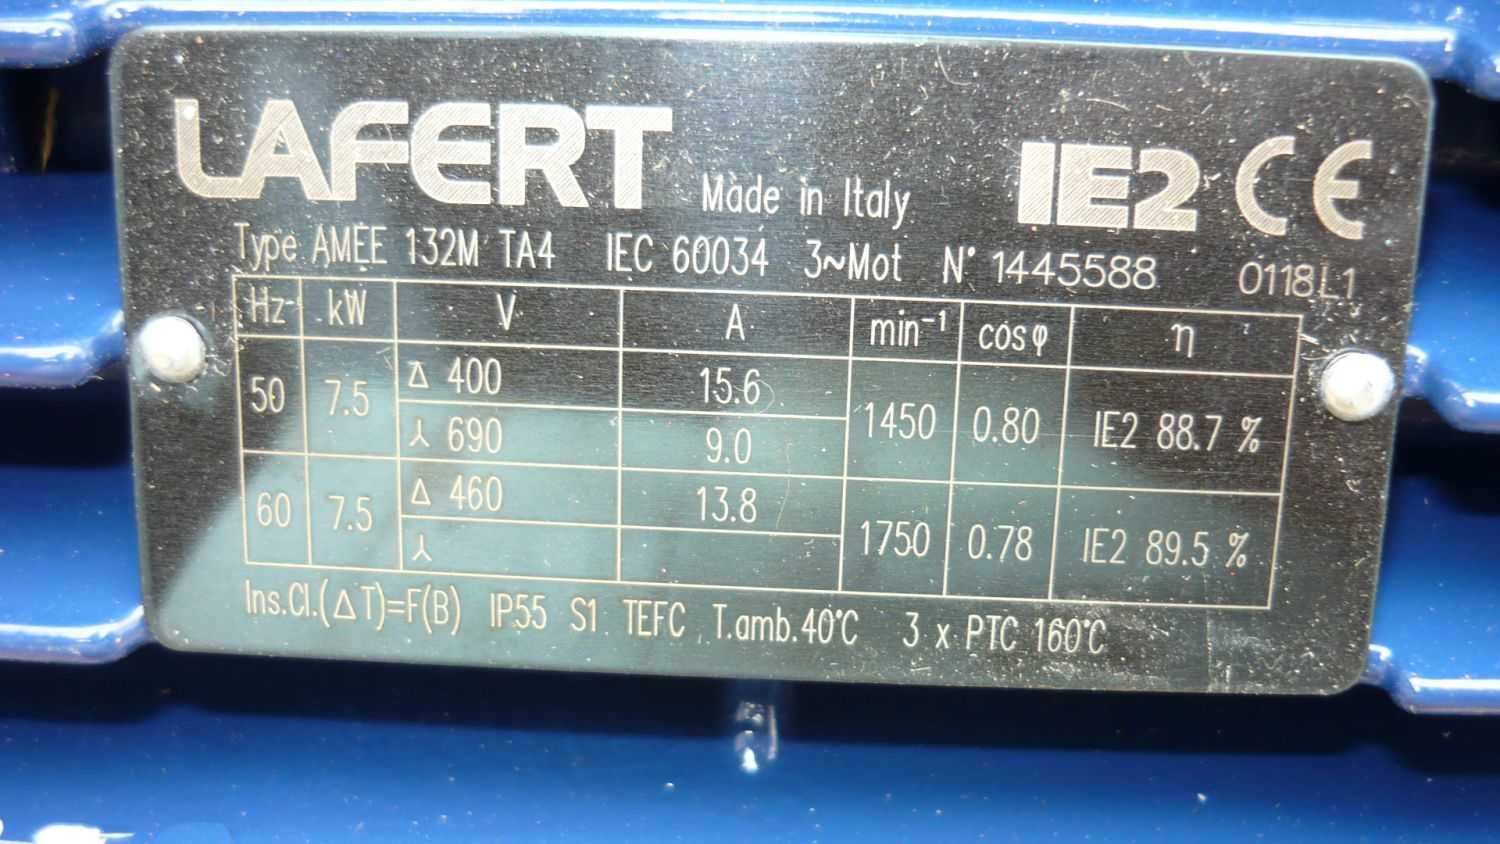 LAFERT Made in Italy IE2 CE
Type AMEE 132M TA4 IEC 60034 3~Mot N° 1445588 0118L1
Hz kW V A min⁻¹ cosφ η
50 7.5 Δ 400 15.6 1450 0.80 IE2 88.7 %
⅄ 690 9.0
60 7.5 Δ 460 13.8 1750 0.78 IE2 89.5 %
⅄
Ins.Cl.(ΔT)=F(B) IP55 S1 TEFC T.amb.40°C 3 x PTC 160°C